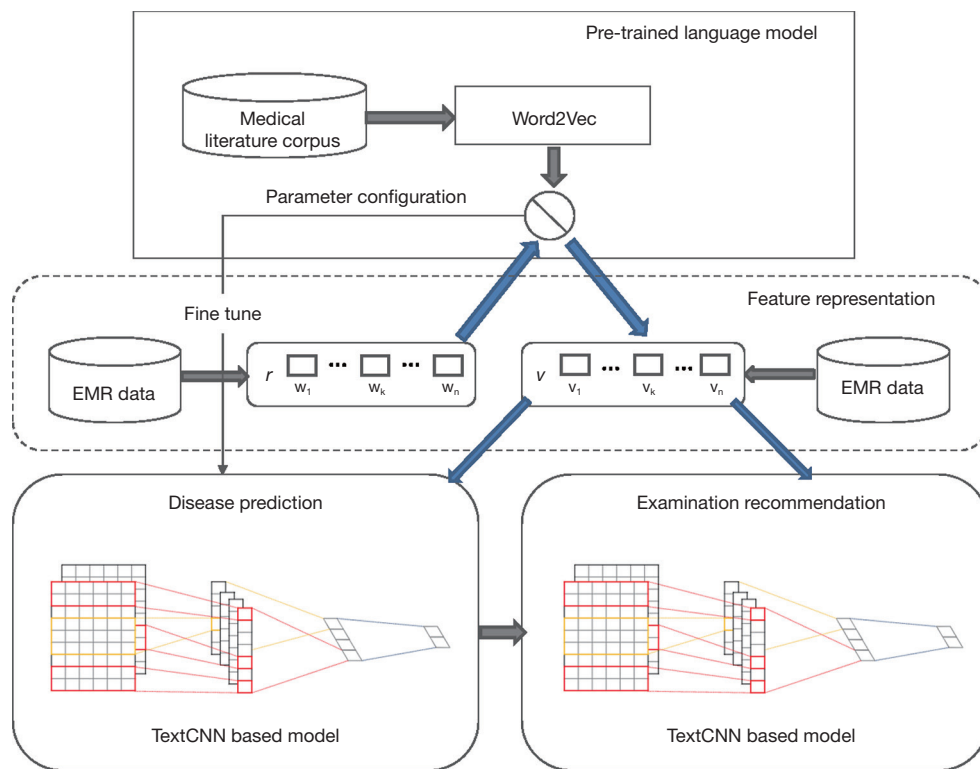 Pre-trained language model
Medical
literature corpus
Word2Vec
Parameter configuration
Fine tune
Feature representation
EMR data
r
...
...
w1
wk
wn
v
...
...
v1
vk
vn
EMR data
Disease prediction
Examination recommendation
TextCNN based model
TextCNN based model